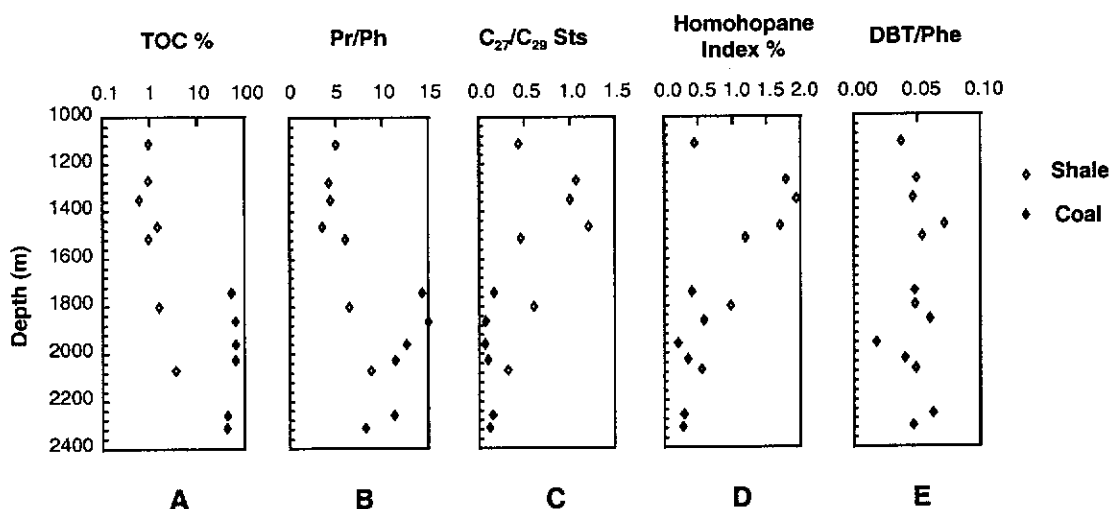 TOC % Pr/Ph C27/C29 Sts Homohopane Index % DBT/Phe
0.1 1 10 100 0 5 10 15 0.0 0.5 1.0 1.5 0.0 0.5 1.0 1.5 2.0 0.00 0.05 0.10
1000
1200
1400
1600
1800
2000
2200
2400
Depth (m)
Shale
Coal
A B C D E